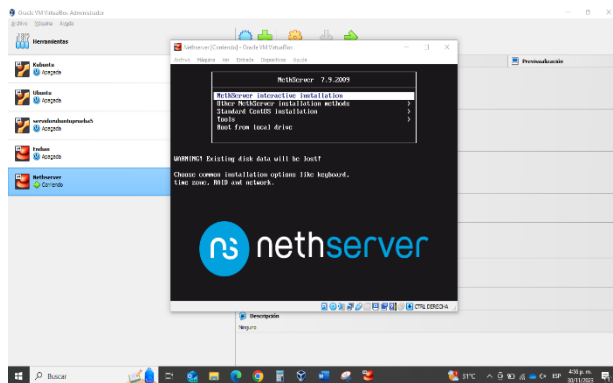 Oracle VM VirtualBox Administrador
Archivo Máquina Ayuda
Herramientas
Kubuntu
Apagada
Ubuntu
Apagada
servidorubuntuprueba5
Apagada
Apagada
Nethserver
Corriendo
Nethserver [Corriendo] - Oracle VM VirtualBox
Archivo Máquina Ver Entrada Dispositivos Ayuda
NethServer 7.9.2009
NethServer interactive installation
Other NethServer installation methods >
Standard CentOS installation >
Tools >
Boot from local drive
WARNING! Existing disk data will be lost!
Choose common installation options like keyboard,
time zone, RAID and network.
ns nethserver
CTRL DERECHA
Previsualización
Descripción
Ninguno
Buscar
31°C
ESP
4:56 p. m.
30/11/2023